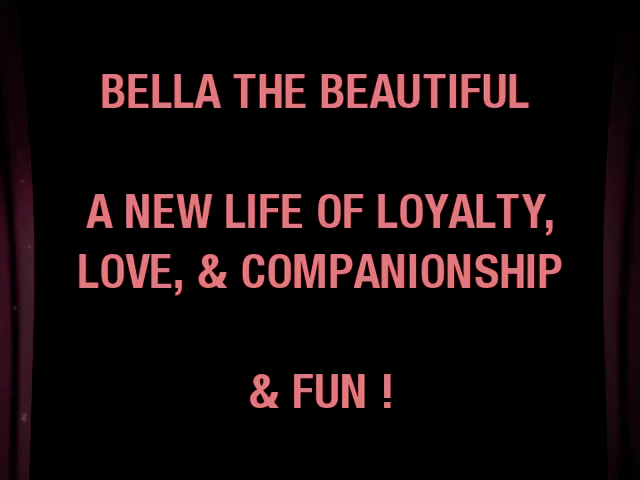 BELLA THE BEAUTIFUL
A NEW LIFE OF LOYALTY,
LOVE, & COMPANIONSHIP
& FUN !